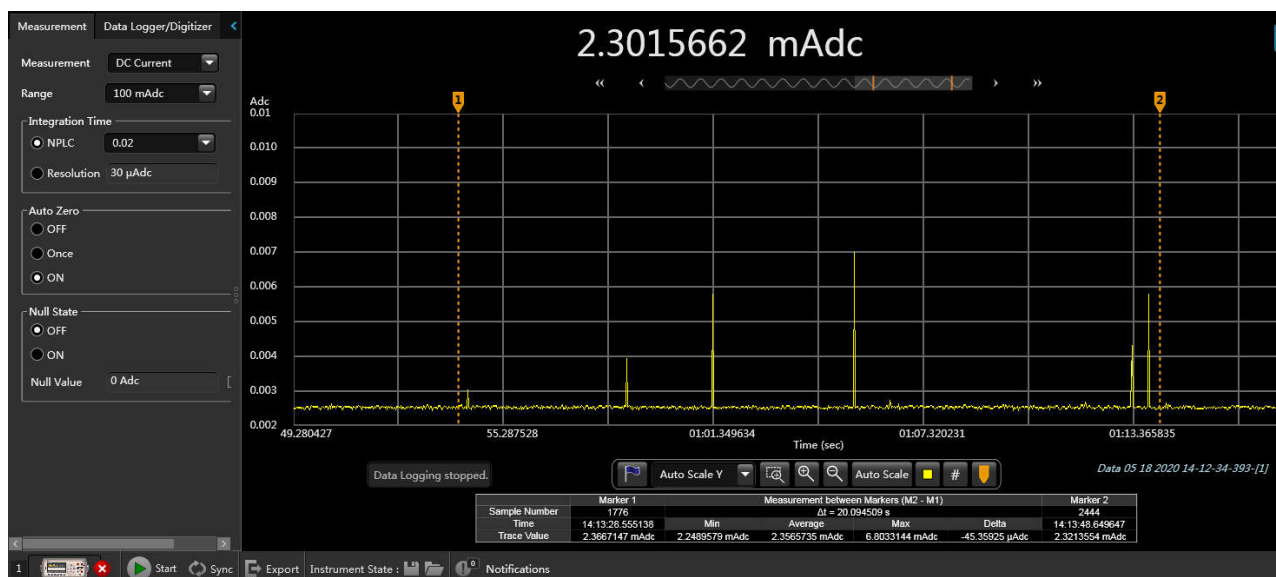 Measurement Data Logger/Digitizer <
2.3015662 mAdc
Measurement DC Current
Range 100 mAdc
Integration Time
NPLC 0.02
Resolution 30 µAdc
Auto Zero
OFF
Once
ON
Null State
OFF
ON
Null Value 0 Adc
« ‹ › »
1 2
Adc
0.01
0.010
0.009
0.008
0.007
0.006
0.005
0.004
0.003
0.002
49.280427 55.287528 01:01.349634 01:07.320231 01:13.365835
Time (sec)
Data Logging stopped.
Auto Scale Y Auto Scale #
Data 05 18 2020 14-12-34-393-[1]
Marker 1 Measurement between Markers (M2 - M1) Marker 2
Sample Number 1776 Δt = 20.094509 s 2444
Time 14:13:28.555138 Min Average Max Delta 14:13:48.649647
Trace Value 2.3667147 mAdc 2.2489579 mAdc 2.3565735 mAdc 6.8033144 mAdc -45.35925 µAdc 2.3213554 mAdc
1 Start Sync Export Instrument State : 0 Notifications